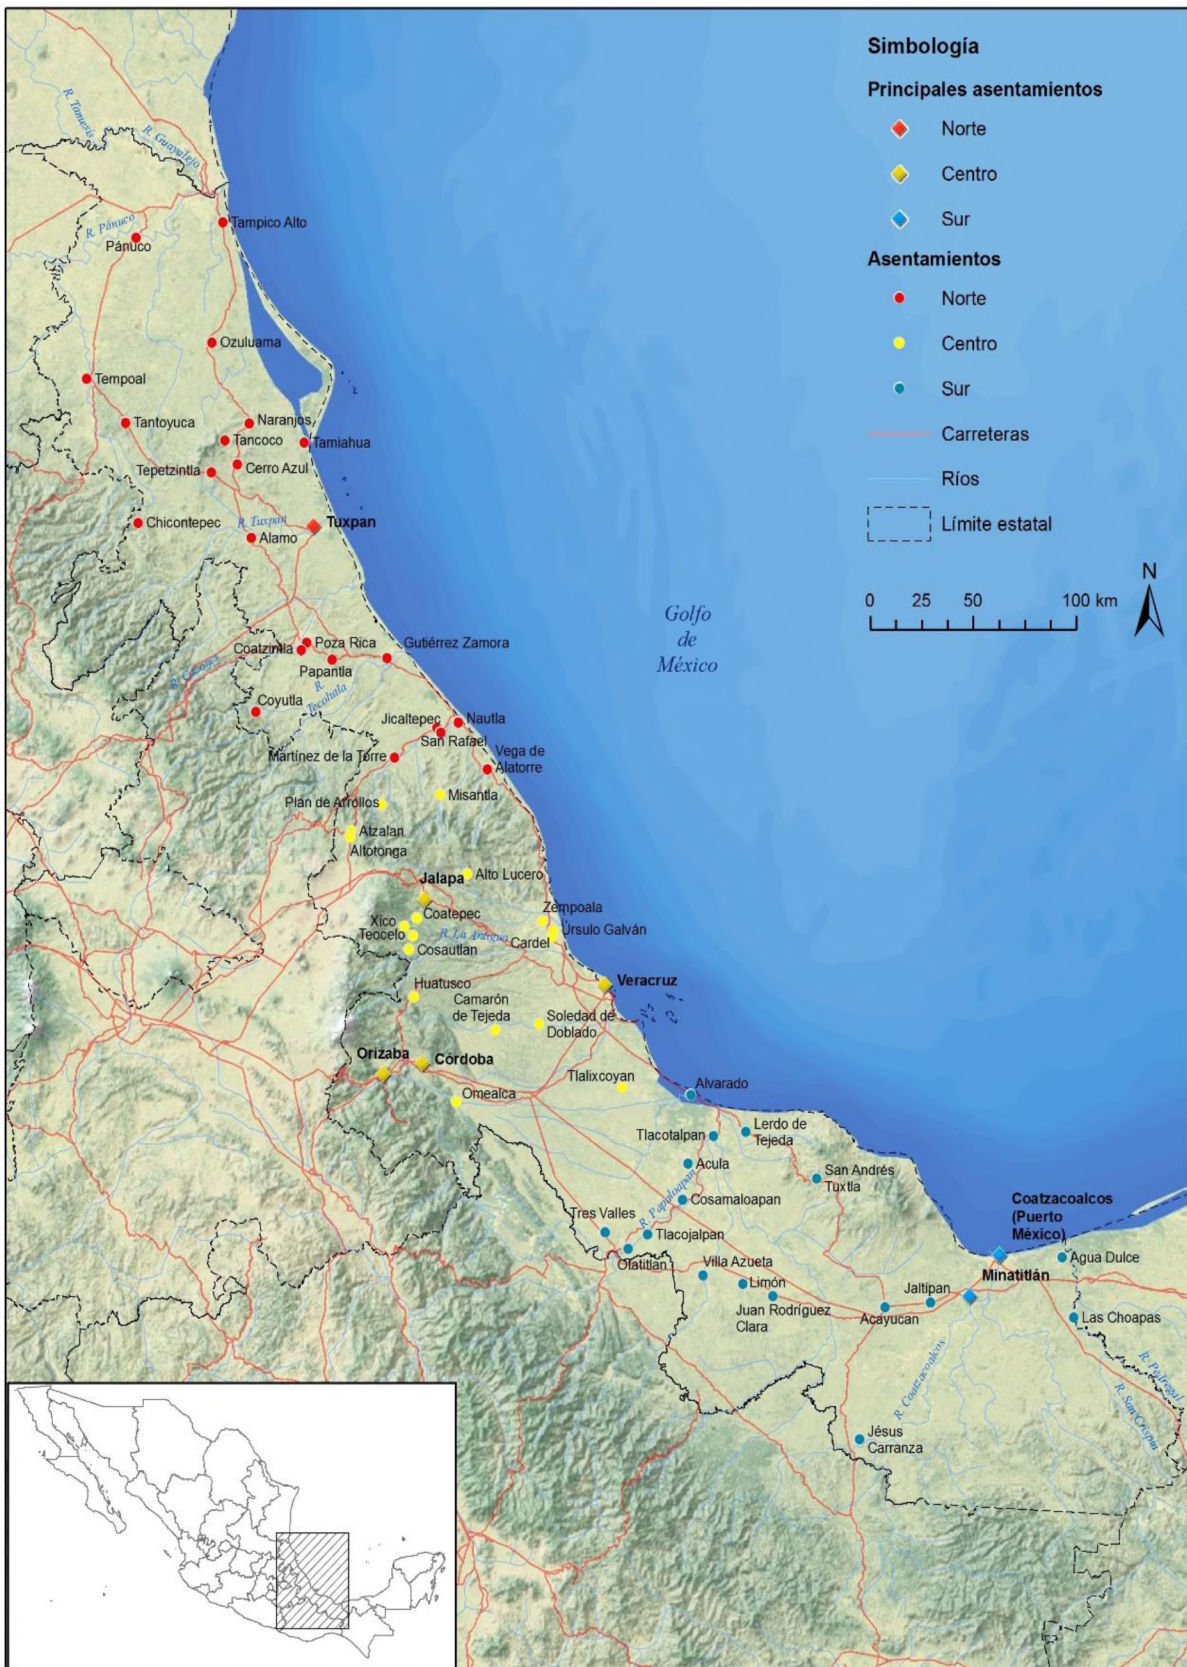 Simbología
Principales asentamientos
Norte
Centro
Sur
Asentamientos
Norte
Centro
Sur
Carreteras
Ríos
Límite estatal
N
0 25 50 100 km
Golfo
de
México
R. Tamesis
R. Guayalejo
R. Pánuco
Pánuco
Tampico Alto
Ozuluama
Tempoal
Tantoyuca
Naranjos
Tancoco
Tamiahua
Cerro Azul
Tepetzintla
Chicontepec
R. Tuxpan
Tuxpan
Alamo
Poza Rica
Coatzintla
Gutiérrez Zamora
Papantla
R. Cazones
R.
Tecolutla
Coyutla
Jicaltepec
Nautla
San Rafael
Martínez de la Torre
Vega de
Alatorre
Misantla
Plan de Arrollos
Atzalan
Altotonga
Alto Lucero
Jalapa
Coatepec
Xico
Teocelo
R. La Antigua
Cosautlan
Zempoala
Úrsulo Galván
Cardel
Veracruz
Huatusco
Camarón
de Tejeda
Soledad de
Doblado
Orizaba
Córdoba
Omealca
Tlalixcoyan
Alvarado
Tlacotalpan
Lerdo de
Tejeda
Acula
San Andrés
Tuxtla
R. Papaloapan
Cosamaloapan
Tres Valles
Tlacojalpan
Otatitlán
Villa Azueta
Limón
Juan Rodríguez
Clara
Coatzacoalcos
(Puerto
México)
Agua Dulce
Minatitlán
Jaltipan
Acayucan
Las Choapas
R. Coatzacoalcos
R. Pedregal
R. San Crispin
Jésus
Carranza